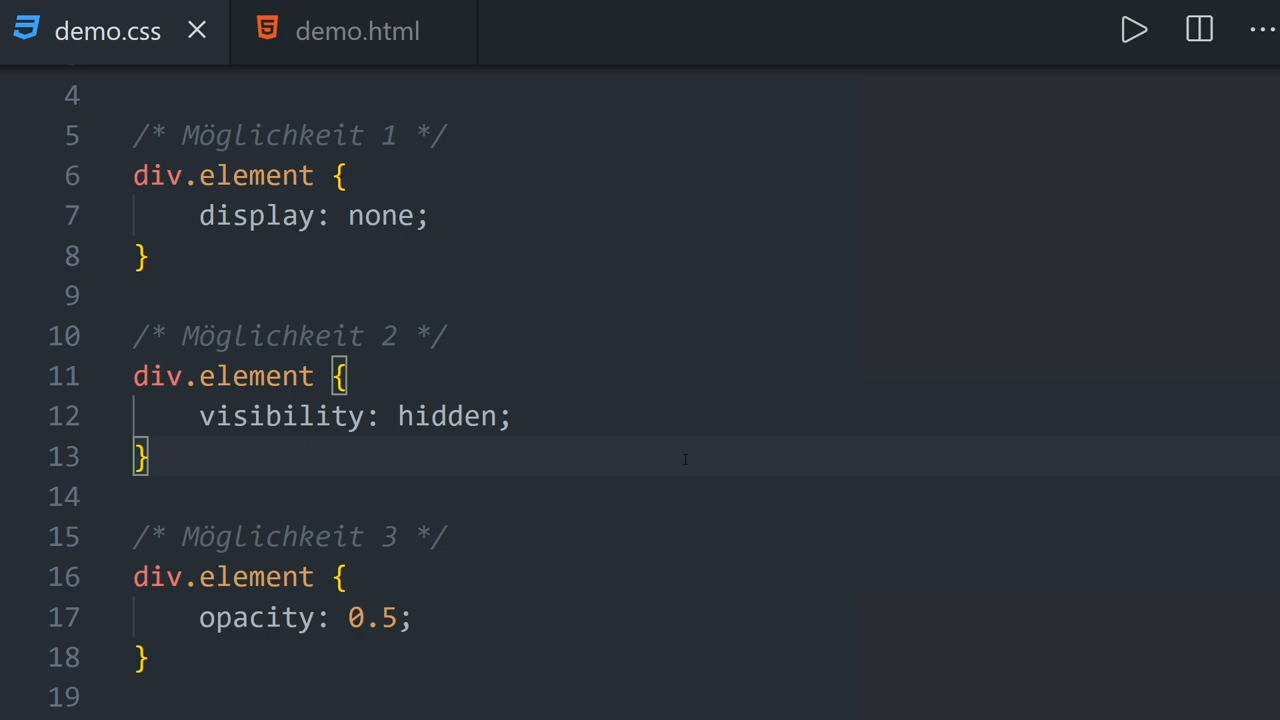 demo.css demo.html
4
5 /* Möglichkeit 1 */
6 div.element {
7 display: none;
8 }
9
10 /* Möglichkeit 2 */
11 div.element {
12 visibility: hidden;
13 }
14
15 /* Möglichkeit 3 */
16 div.element {
17 opacity: 0.5;
18 }
19